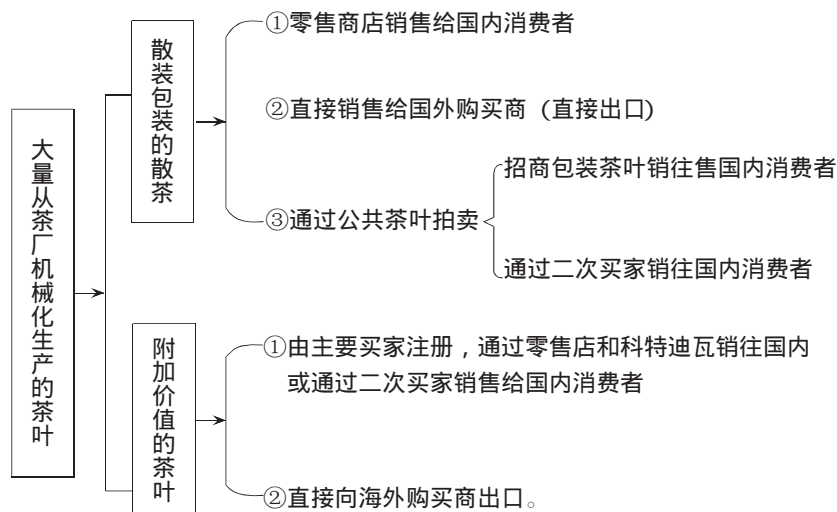 大量从茶厂机械化生产的茶叶
散装包装的散茶
①零售商店销售给国内消费者
②直接销售给国外购买商（直接出口）
③通过公共茶叶拍卖
招商包装茶叶销往售国内消费者
通过二次买家销往国内消费者
附加价值的茶叶
①由主要买家注册，通过零售店和科特迪瓦销往国内
或通过二次买家销售给国内消费者
②直接向海外购买商出口。